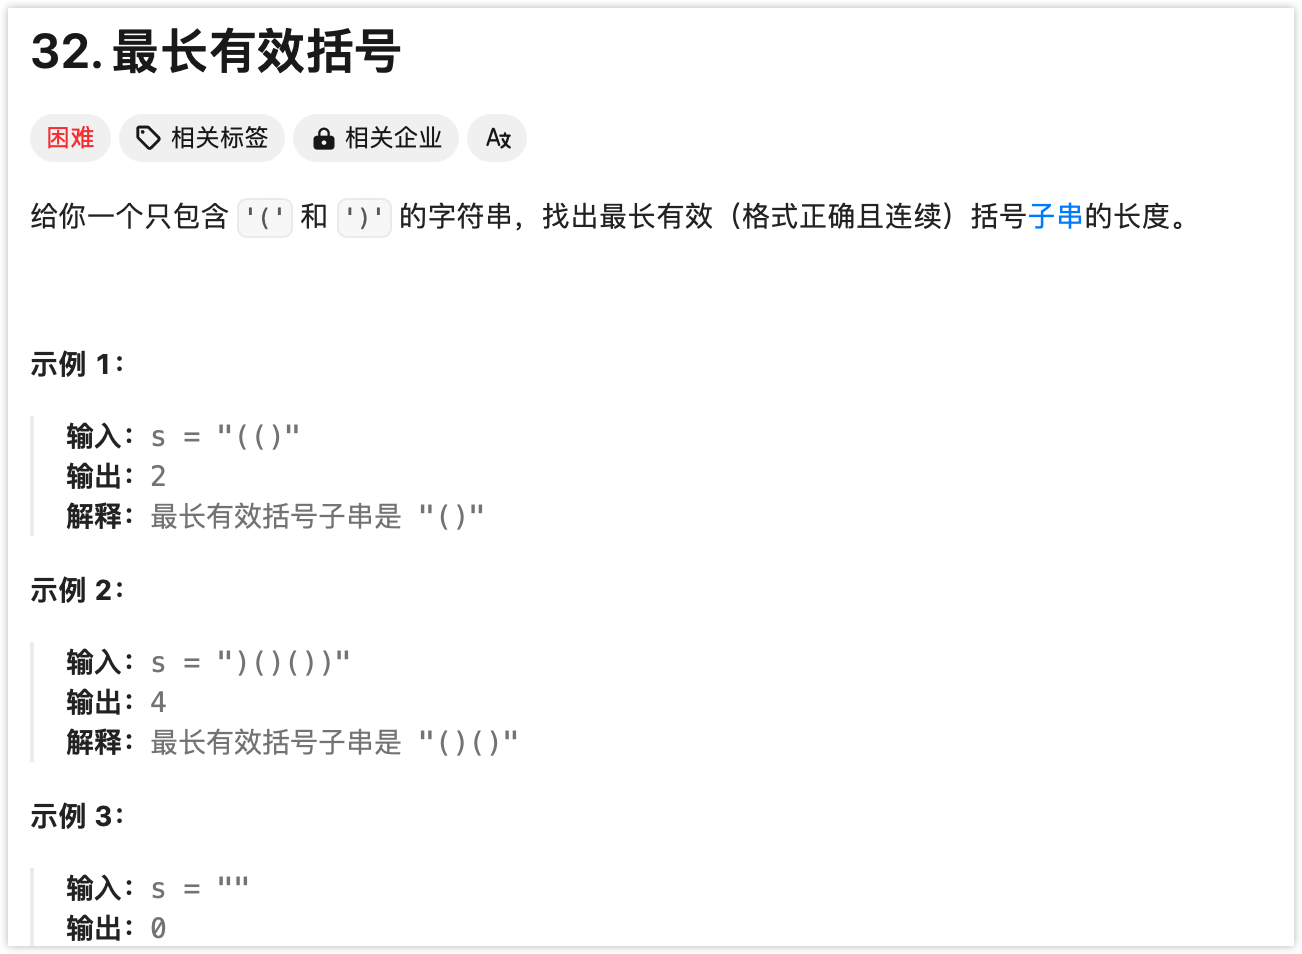 32. 最长有效括号
困难 相关标签 相关企业 A文
给你一个只包含 '(' 和 ')' 的字符串，找出最长有效（格式正确且连续）括号子串的长度。
示例 1：
输入：s = "(()"
输出：2
解释：最长有效括号子串是 "()"
示例 2：
输入：s = ")()())"
输出：4
解释：最长有效括号子串是 "()()"
示例 3：
输入：s = ""
输出：0